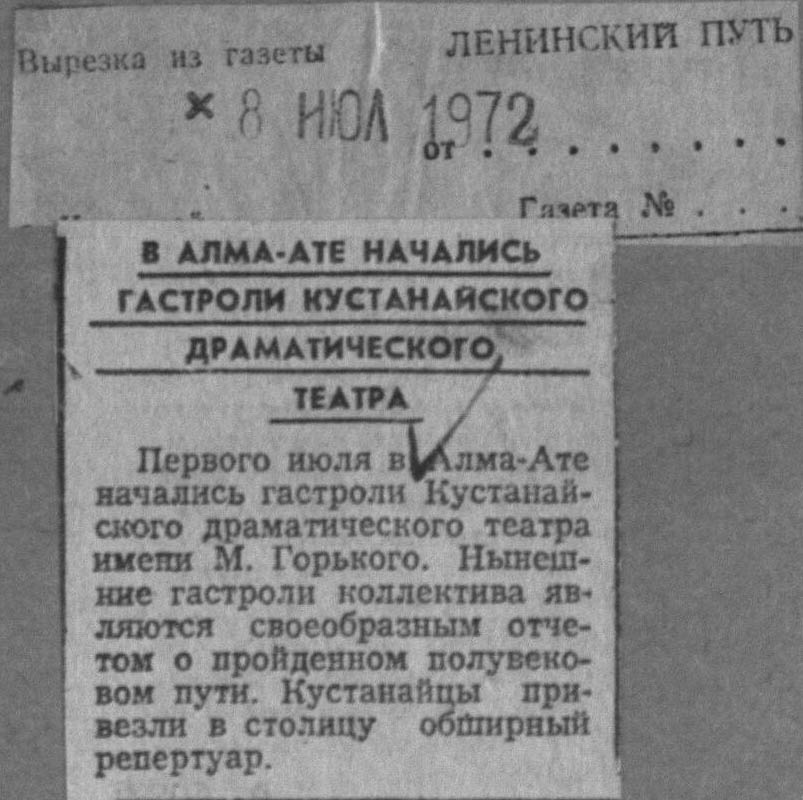 Вырезка из газеты ЛЕНИНСКИЙ ПУТЬ
8 ИЮЛ 1972
от . . . . . . . .
Газета № . . .
В АЛМА-АТЕ НАЧАЛИСЬ
ГАСТРОЛИ КУСТАНАЙСКОГО
ДРАМАТИЧЕСКОГО
ТЕАТРА
Первого июля в Алма-Ате
начались гастроли Кустанай-
ского драматического театра
имени М. Горького. Нынеш-
ние гастроли коллектива яв-
ляются своеобразным отче-
том о пройденном полувеко-
вом пути. Кустанайцы при-
везли в столицу обширный
репертуар.